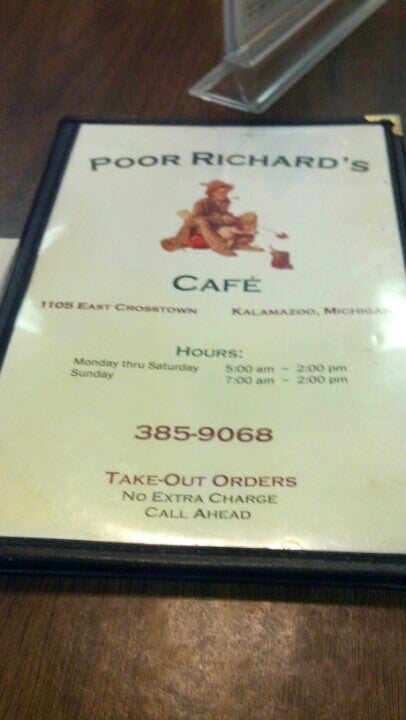 POOR RICHARD'S
CAFÉ
1105 EAST CROSSTOWN KALAMAZOO, MICHIGAN
HOURS:
Monday thru Saturday 5:00 am ~ 2:00 pm
Sunday 7:00 am ~ 2:00 pm
385-9068
TAKE-OUT ORDERS
NO EXTRA CHARGE
CALL AHEAD